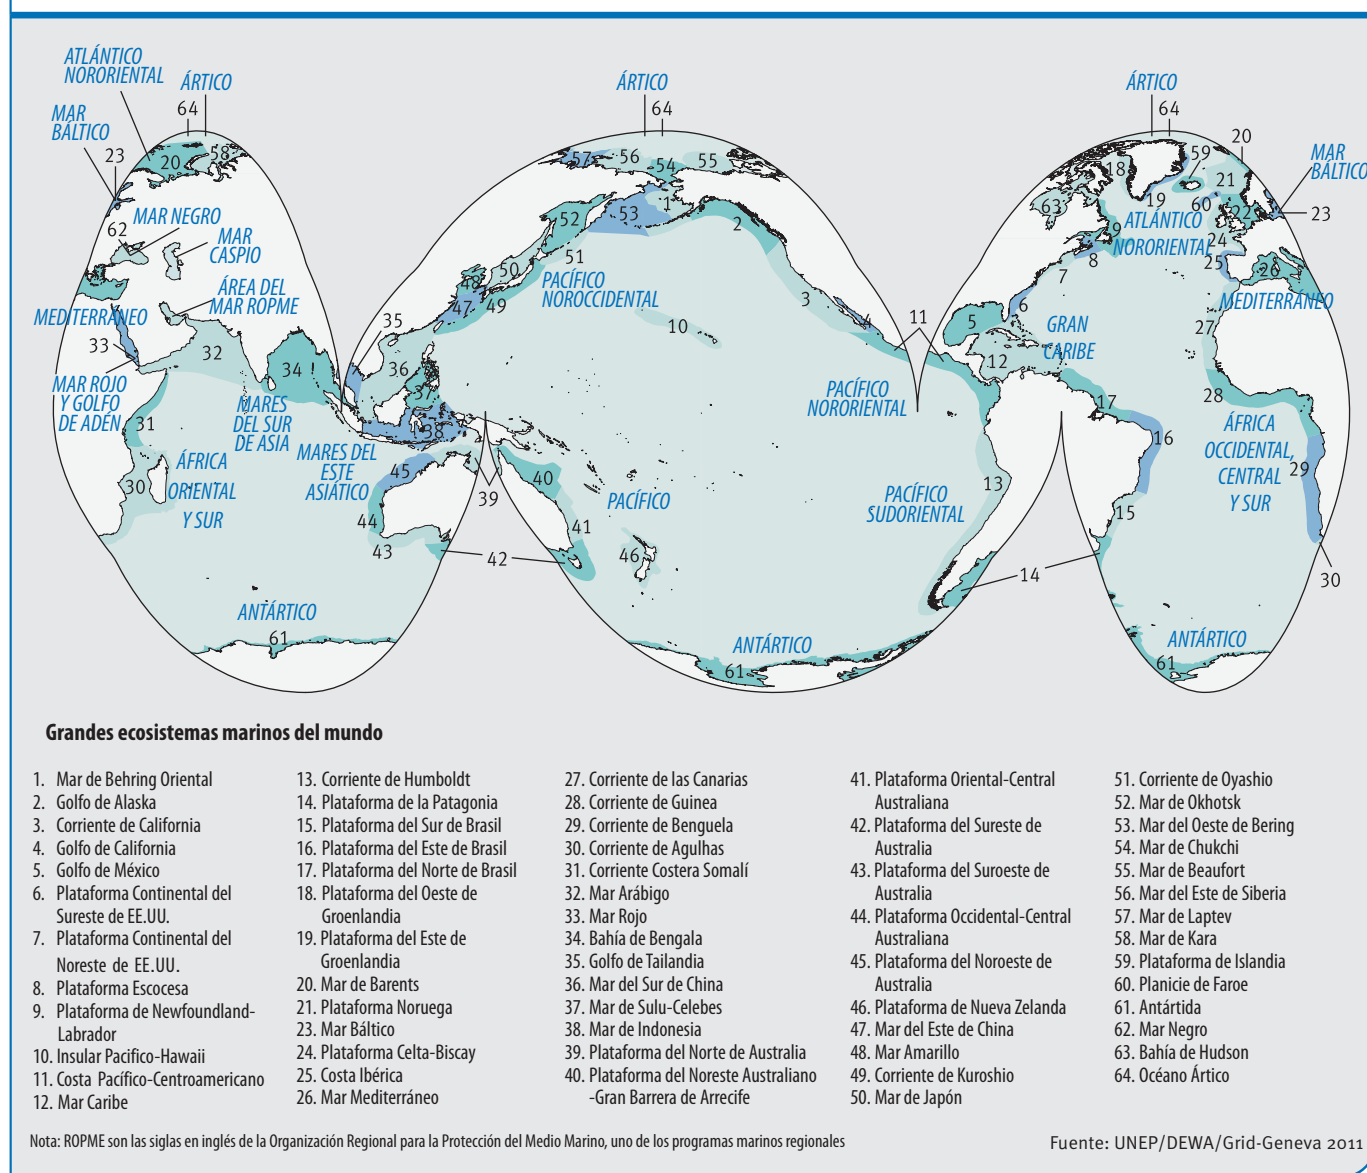 ATLÁNTICO
NORORIENTAL
ÁRTICO
64
MAR
BÁLTICO
23
20
58
MAR NEGRO
62
MAR
CASPIO
ÁREA DEL
MAR ROPME
MEDITERRÁNEO
33
32
34
MAR ROJO
Y GOLFO
DE ADÉN
31
MARES
DEL SUR
DE ASIA
ÁFRICA
ORIENTAL
Y SUR
30
MARES DEL
ESTE
ASIÁTICO
45
44
43
39
42
ANTÁRTICO
61
ÁRTICO
64
57
56
54
55
1
53
52
2
51
50
48
47
49
PACÍFICO
NOROCCIDENTAL
35
36
37
38
10
3
4
11
PACÍFICO
NORORIENTAL
40
41
46
PACÍFICO
PACÍFICO
SUDORIENTAL
13
14
ANTÁRTICO
61
ÁRTICO
64
59
20
MAR
BÁLTICO
18
21
19
60
22
23
63
9
ATLÁNTICO
NORORIENTAL
8
24
25
26
7
6
5
MEDITERRÁNEO
27
GRAN
CARIBE
12
17
28
16
ÁFRICA
OCCIDENTAL,
CENTRAL
Y SUR
29
15
30
ANTÁRTICO
61
Grandes ecosistemas marinos del mundo
1. Mar de Behring Oriental
2. Golfo de Alaska
3. Corriente de California
4. Golfo de California
5. Golfo de México
6. Plataforma Continental del
Sureste de EE.UU.
7. Plataforma Continental del
Noreste de EE.UU.
8. Plataforma Escocesa
9. Plataforma de Newfoundland-
Labrador
10. Insular Pacifico-Hawaii
11. Costa Pacífico-Centroamericano
12. Mar Caribe
13. Corriente de Humboldt
14. Plataforma de la Patagonia
15. Plataforma del Sur de Brasil
16. Plataforma del Este de Brasil
17. Plataforma del Norte de Brasil
18. Plataforma del Oeste de
Groenlandia
19. Plataforma del Este de
Groenlandia
20. Mar de Barents
21. Plataforma Noruega
23. Mar Báltico
24. Plataforma Celta-Biscay
25. Costa Ibérica
26. Mar Mediterráneo
27. Corriente de las Canarias
28. Corriente de Guinea
29. Corriente de Benguela
30. Corriente de Agulhas
31. Corriente Costera Somalí
32. Mar Arábigo
33. Mar Rojo
34. Bahía de Bengala
35. Golfo de Tailandia
36. Mar del Sur de China
37. Mar de Sulu-Celebes
38. Mar de Indonesia
39. Plataforma del Norte de Australia
40. Plataforma del Noreste Australiano
-Gran Barrera de Arrecife
41. Plataforma Oriental-Central
Australiana
42. Plataforma del Sureste de
Australia
43. Plataforma del Suroeste de
Australia
44. Plataforma Occidental-Central
Australiana
45. Plataforma del Noroeste de
Australia
46. Plataforma de Nueva Zelanda
47. Mar del Este de China
48. Mar Amarillo
49. Corriente de Kuroshio
50. Mar de Japón
51. Corriente de Oyashio
52. Mar de Okhotsk
53. Mar del Oeste de Bering
54. Mar de Chukchi
55. Mar de Beaufort
56. Mar del Este de Siberia
57. Mar de Laptev
58. Mar de Kara
59. Plataforma de Islandia
60. Planicie de Faroe
61. Antártida
62. Mar Negro
63. Bahía de Hudson
64. Océano Ártico
Nota: ROPME son las siglas en inglés de la Organización Regional para la Protección del Medio Marino, uno de los programas marinos regionales
Fuente: UNEP/DEWA/Grid-Geneva 2011